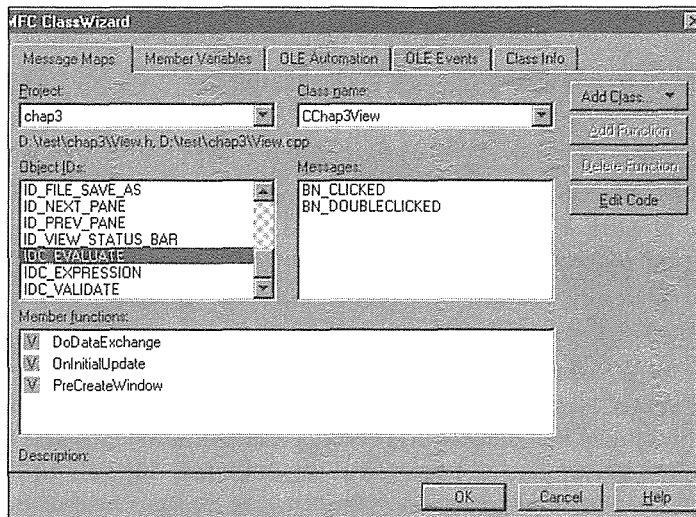 MFC ClassWizard
Message Maps Member Variables OLE Automation OLE Events Class Info
Project: Class name: Add Class...
chap3 CChap3View Add Function
D:\test\chap3\View.h, D:\test\chap3\View.cpp
Object IDs: Messages: Delete Function
ID_FILE_SAVE_AS BN_CLICKED Edit Code
ID_NEXT_PANE BN_DOUBLECLICKED
ID_PREV_PANE
ID_VIEW_STATUS_BAR
IDC_EVALUATE
IDC_EXPRESSION
IDC_VALIDATE
Member functions:
V DoDataExchange
V OnInitialUpdate
V PreCreateWindow
Description:
OK Cancel Help